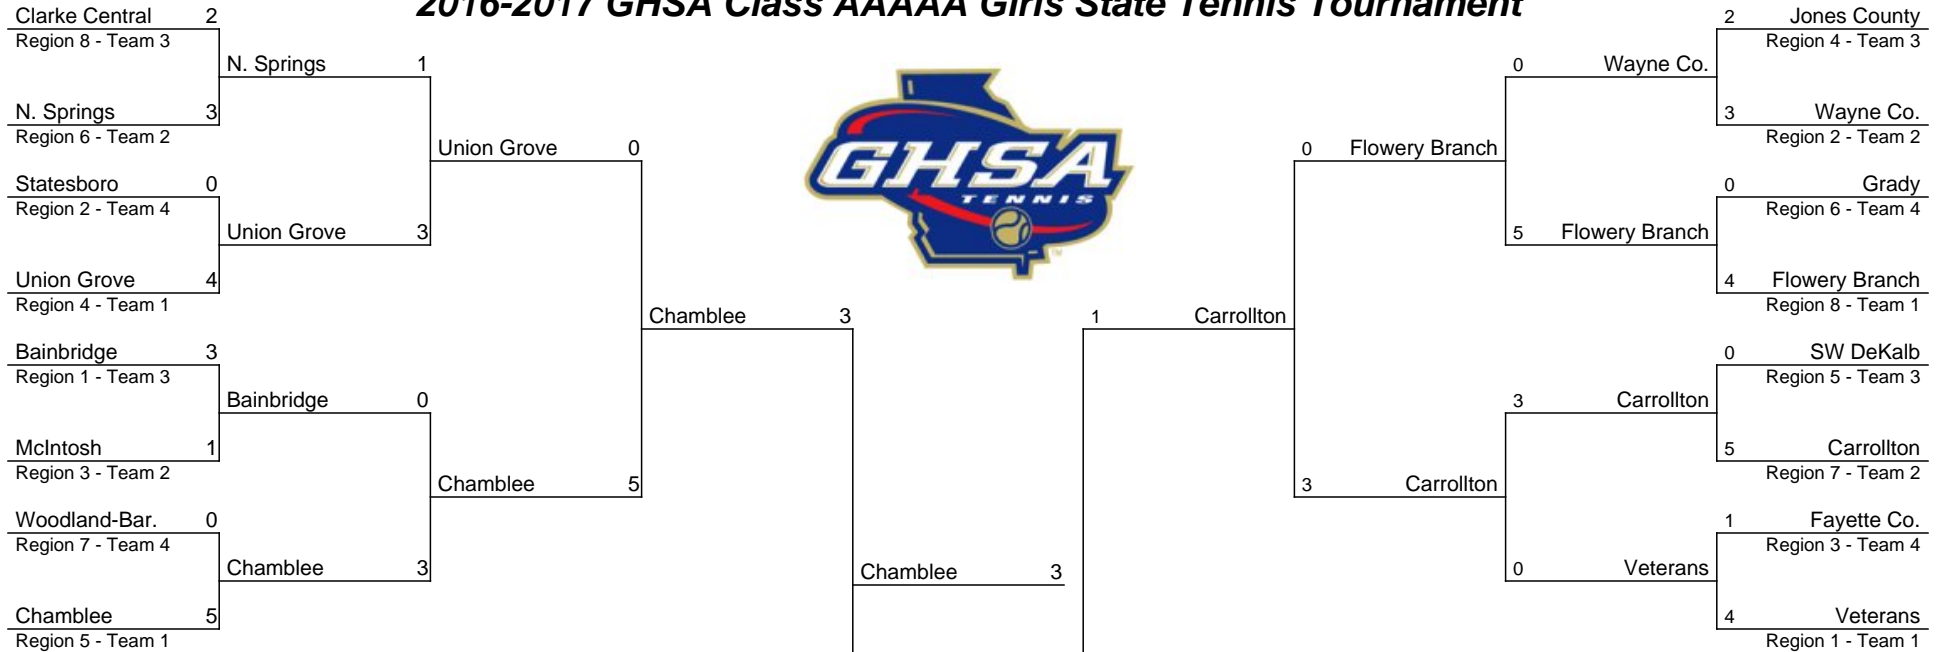 2016-2017 GHSA Class AAAAA Girls State Tennis Tournament
Clarke Central 2
Region 8 - Team 3
N. Springs 1
N. Springs 3
Region 6 - Team 2
Union Grove 0
Statesboro 0
Region 2 - Team 4
Union Grove 3
Union Grove 4
Region 4 - Team 1
Chamblee 3
Bainbridge 3
Region 1 - Team 3
Bainbridge 0
McIntosh 1
Region 3 - Team 2
Chamblee 5
Woodland-Bar. 0
Region 7 - Team 4
Chamblee 3
Chamblee 5
Region 5 - Team 1
Chamblee 3
GHSA
TENNIS
TM
2 Jones County
Region 4 - Team 3
0 Wayne Co.
3 Wayne Co.
Region 2 - Team 2
0 Flowery Branch
0 Grady
Region 6 - Team 4
5 Flowery Branch
4 Flowery Branch
Region 8 - Team 1
1 Carrollton
0 SW DeKalb
Region 5 - Team 3
3 Carrollton
5 Carrollton
Region 7 - Team 2
3 Carrollton
1 Fayette Co.
Region 3 - Team 4
0 Veterans
4 Veterans
Region 1 - Team 1